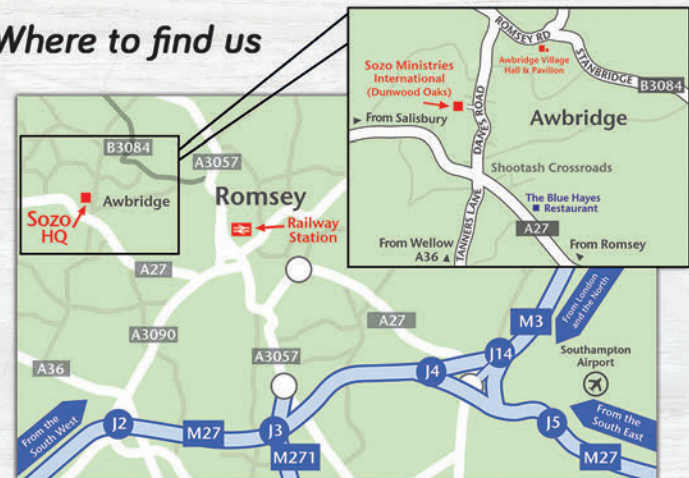 Where to find us
ROMSEY RD
Awbridge Village
Hall & Pavilion
STANBRIDGE
B3084
Sozo Ministries
International
(Dunwood Oaks)
DANES ROAD
Awbridge
From Salisbury
Shootash Crossroads
The Blue Hayes
Restaurant
TANNERS LANE
A27
From Wellow
A36
From Romsey
B3084
A3057
Awbridge
Romsey
Sozo
HQ
Railway
Station
A27
A3090
A27
A3057
A36
From London
and the North
M3
J14
J4
Southampton
Airport
From the
South West
J2
M27
J3
M271
J5
From the
South East
M27